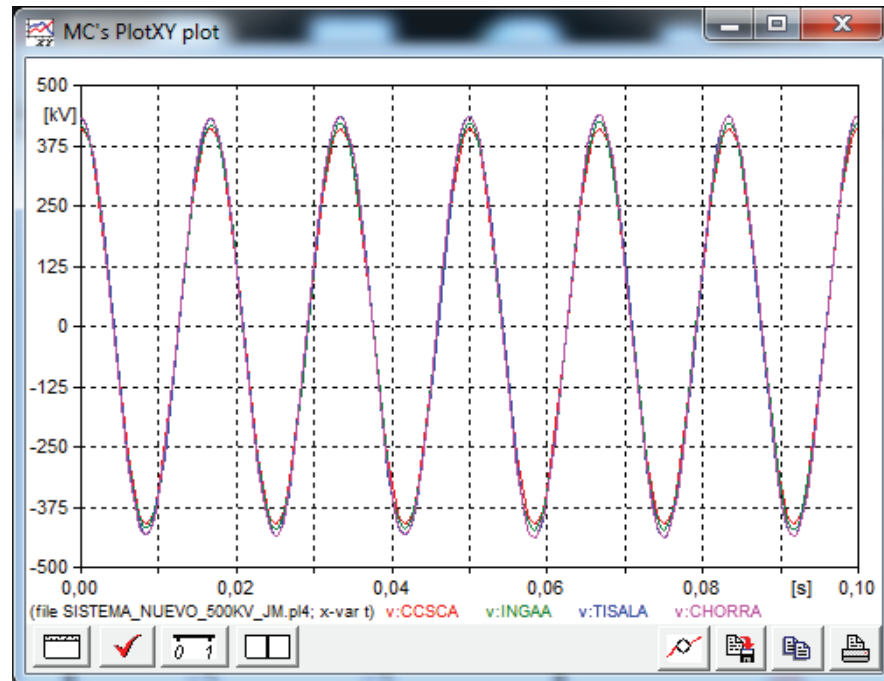 MC's PlotXY plot
500
[kV]
375
250
125
0
-125
-250
-375
-500
0,00 0,02 0,04 0,06 0,08 [s] 0,10
(file SISTEMA_NUEVO_500KV_JM.pl4; x-var t) v:CCSCA v:INGAA v:TISALA v:CHORRA
0 1